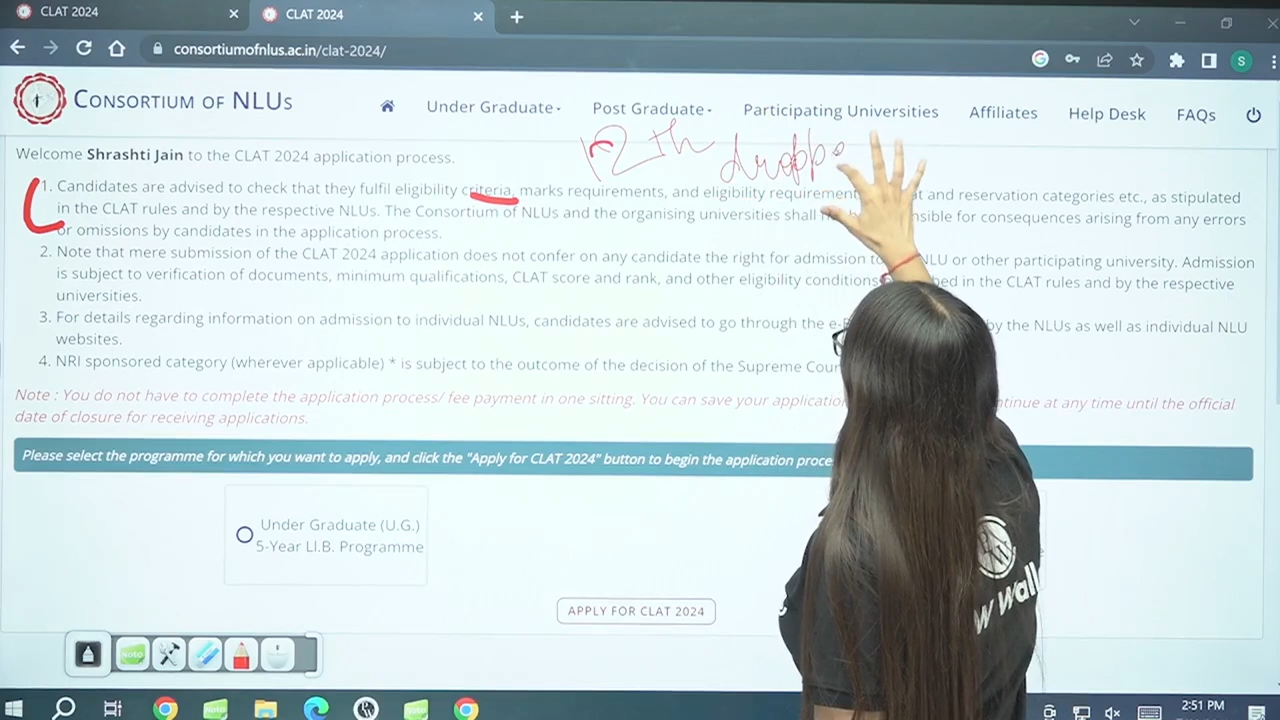 CLAT 2024
CLAT 2024
consortiumofnlus.ac.in/clat-2024/
S
CONSORTIUM OF NLUS
Under Graduate
Post Graduate
Participating Universities
Affiliates
Help Desk
FAQs
12th
Welcome Shrashti Jain to the CLAT 2024 application process.
1. Candidates are advised to check that they fulfil eligibility criteria, marks requirements, and eligibility requirement and reservation categories etc., as stipulated
in the CLAT rules and by the respective NLUs. The Consortium of NLUs and the organising universities shall for consequences arising from any errors
or omissions by candidates in the application process.
2. Note that mere submission of the CLAT 2024 application does not confer on any candidate the right for admission NLU or other participating university. Admission
is subject to verification of documents, minimum qualifications, CLAT score and rank, and other eligibility conditions in the CLAT rules and by the respective
universities.
3. For details regarding information on admission to individual NLUs, candidates are advised to go through the by the NLUs as well as individual NLU
websites.
4. NRI sponsored category (wherever applicable) * is subject to the outcome of the decision of the Supreme
Note : You do not have to complete the application process/ fee payment in one sitting. You can save your at any time until the official
date of closure for receiving applications.
Please select the programme for which you want to apply, and click the "Apply for CLAT 2024" button to begin the application
Under Graduate (U.G.)
5-Year Ll.B. Programme
APPLY FOR CLAT 2024
Note
2:51 PM